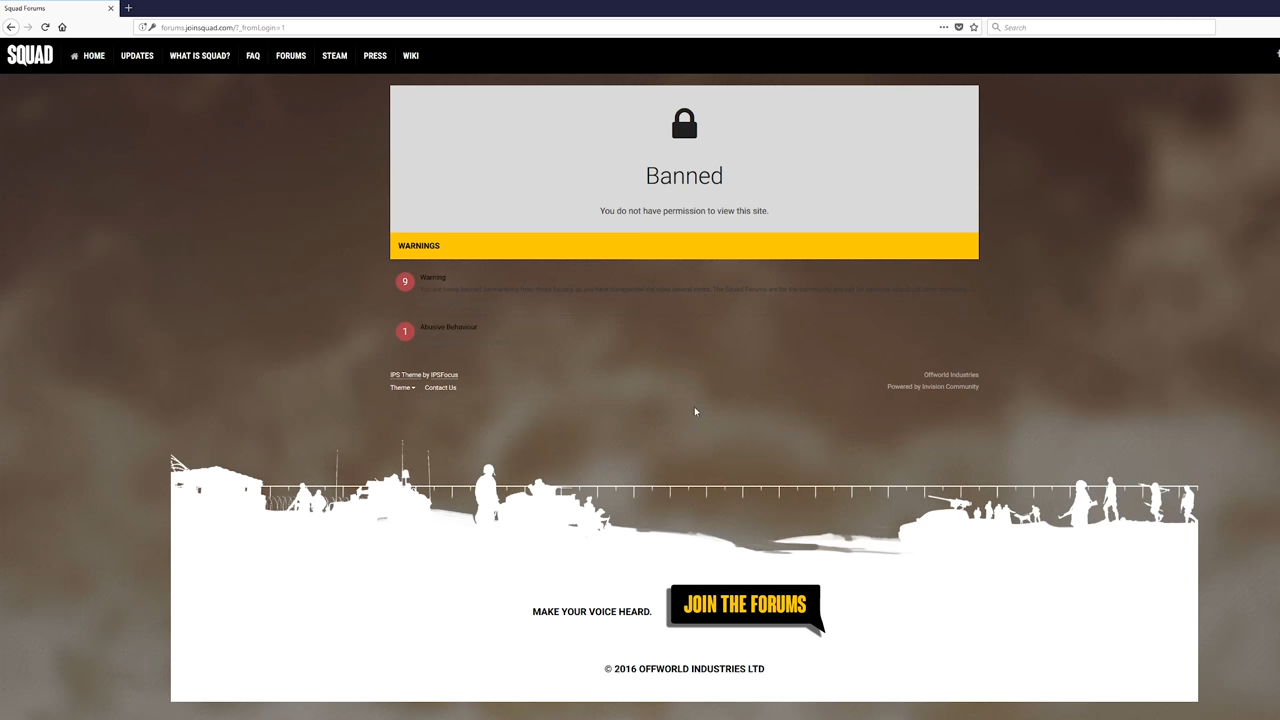 Squad Forums
forums.joinsquad.com/?_fromLogin=1
Search
SQUAD
HOME
UPDATES
WHAT IS SQUAD?
FAQ
FORUMS
STEAM
PRESS
WIKI
Banned
You do not have permission to view this site.
WARNINGS
9
Warning
1
Abusive Behaviour
IPS Theme by IPSFocus
Offworld Industries
Theme
Contact Us
Powered by Invision Community
MAKE YOUR VOICE HEARD.
JOIN THE FORUMS
© 2016 OFFWORLD INDUSTRIES LTD